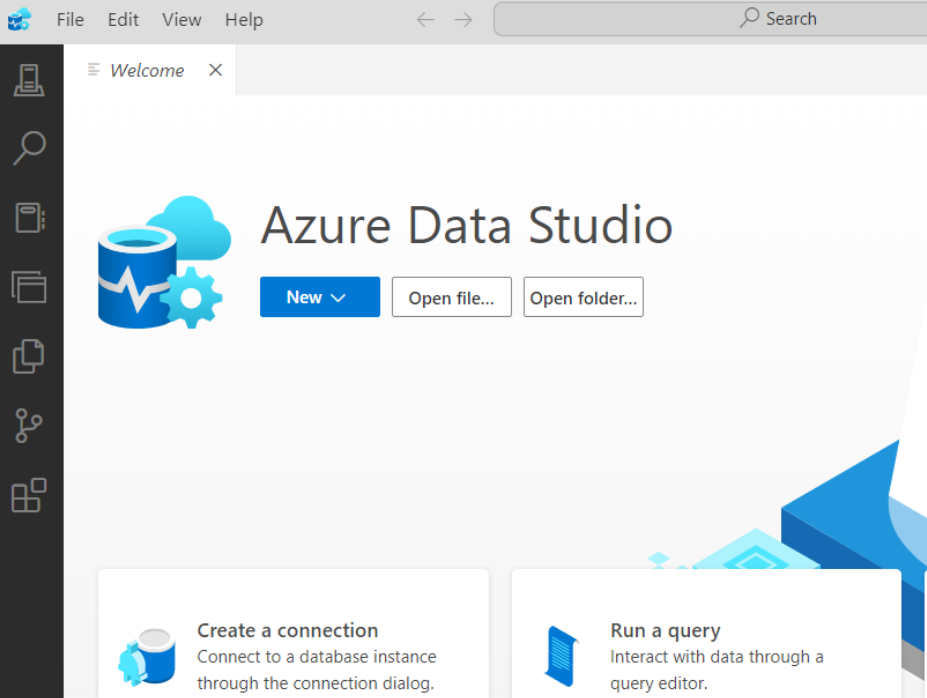 File Edit View Help Search
Welcome
Azure Data Studio
New Open file... Open folder...
Create a connection
Connect to a database instance
through the connection dialog.
Run a query
Interact with data through a
query editor.